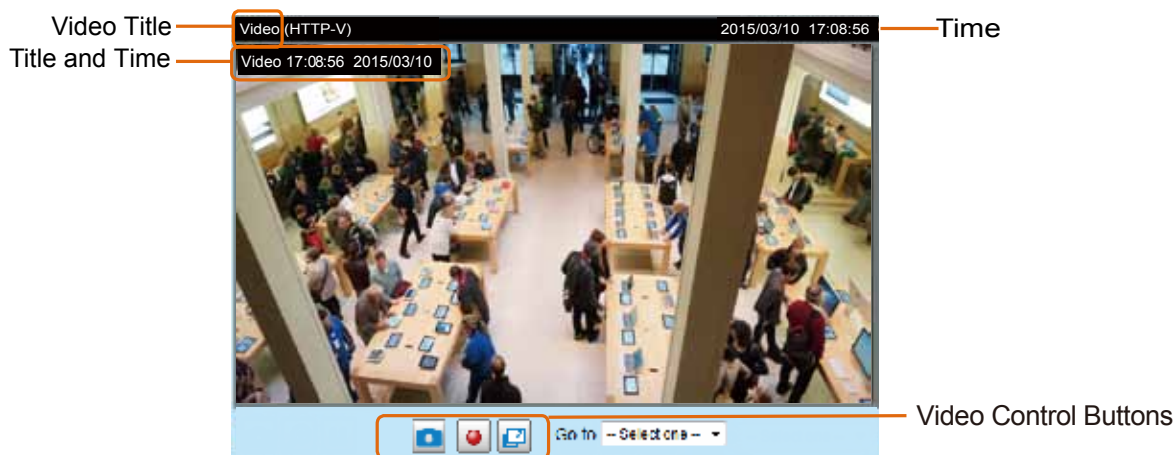 Video Title
Video (HTTP-V)
2015/03/10 17:08:56
Time
Title and Time
Video 17:08:56 2015/03/10
Go to
-- Select one --
Video Control Buttons